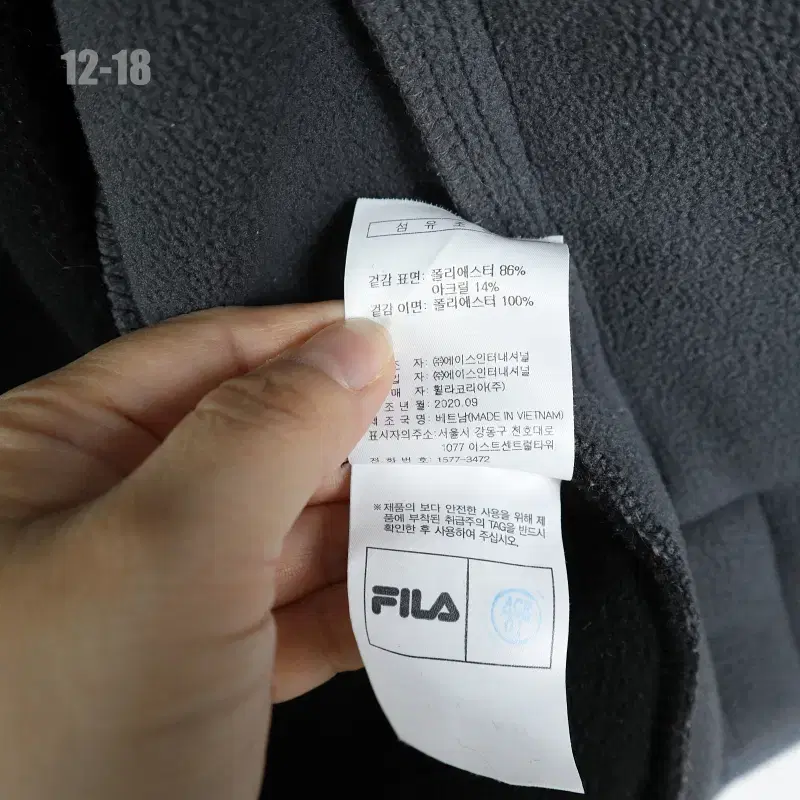 12-18
섬 유 조
겉감 표면: 폴리에스터 86%
아크릴 14%
겉감 이면: 폴리에스터 100%
자: ㈜에이스인터내셔널
입 자: ㈜에이스인터내셔널
매 자: 휠라코리아(주)
조 년 월: 2020.09
조 국 명: 베트남(MADE IN VIETNAM)
표시자의주소: 서울시 강동구 천호대로
:077 이스트센트럴타워
전 화 번 호: 1577-3472
※ 제품의 보다 안전한 사용을 위해 제
품에 부착된 취급주의 TAG을 반드시
확인한 후 사용하여 주십시오.
FILA